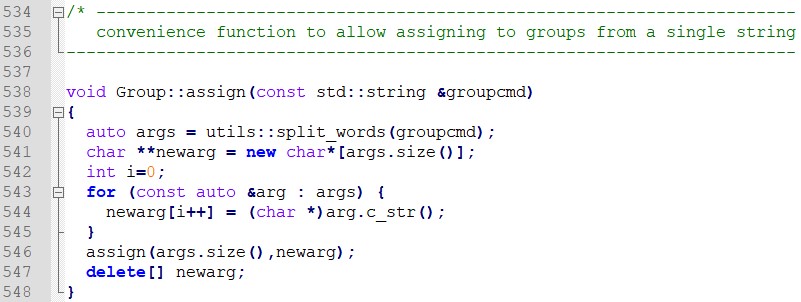 534 /* ----------------------------------------------------------------------
535    convenience function to allow assigning to groups from a single string
536 -------------------------------------------------------------------------
537
538 void Group::assign(const std::string &groupcmd)
539 {
540   auto args = utils::split_words(groupcmd);
541   char **newarg = new char*[args.size()];
542   int i=0;
543   for (const auto &arg : args) {
544     newarg[i++] = (char *)arg.c_str();
545   }
546   assign(args.size(),newarg);
547   delete[] newarg;
548 }